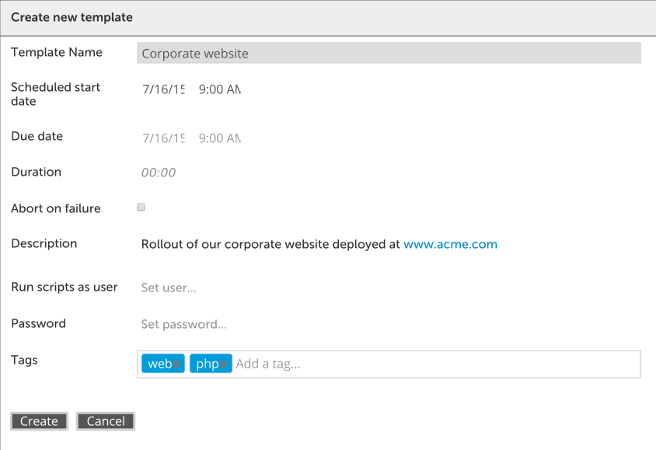 Create new template
Template Name Corporate website
Scheduled start date 7/16/15 9:00 AM
Due date 7/16/15 9:00 AM
Duration 00:00
Abort on failure
Description Rollout of our corporate website deployed at www.acme.com
Run scripts as user Set user...
Password Set password...
Tags web php Add a tag...
Create Cancel